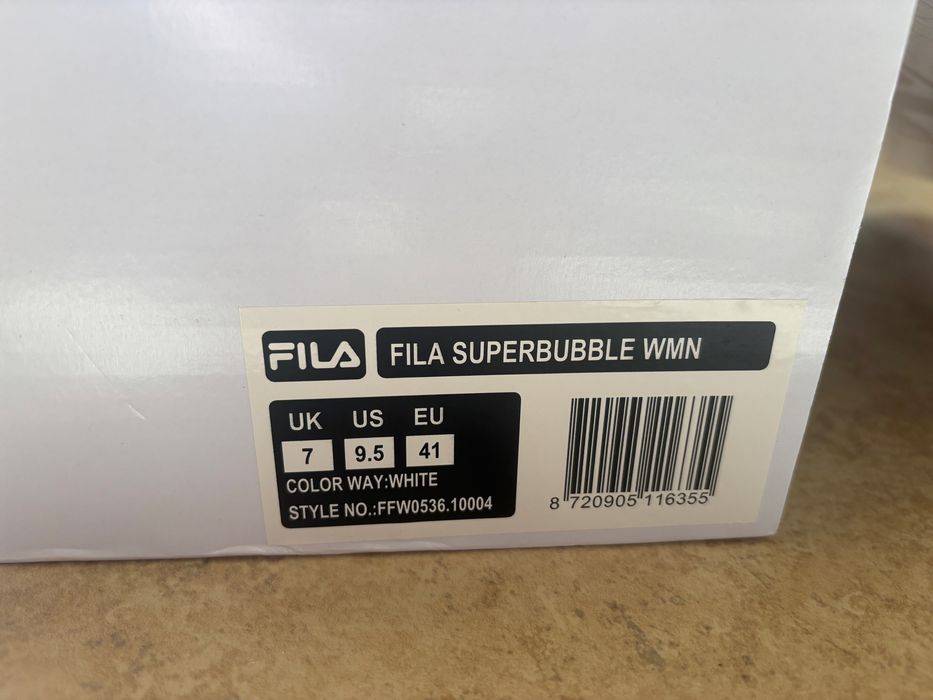 FILA
FILA SUPERBUBBLE WMN
UK US EU
7 9.5 41
COLOR WAY:WHITE
STYLE NO.:FFW0536.10004
8 720905 116355